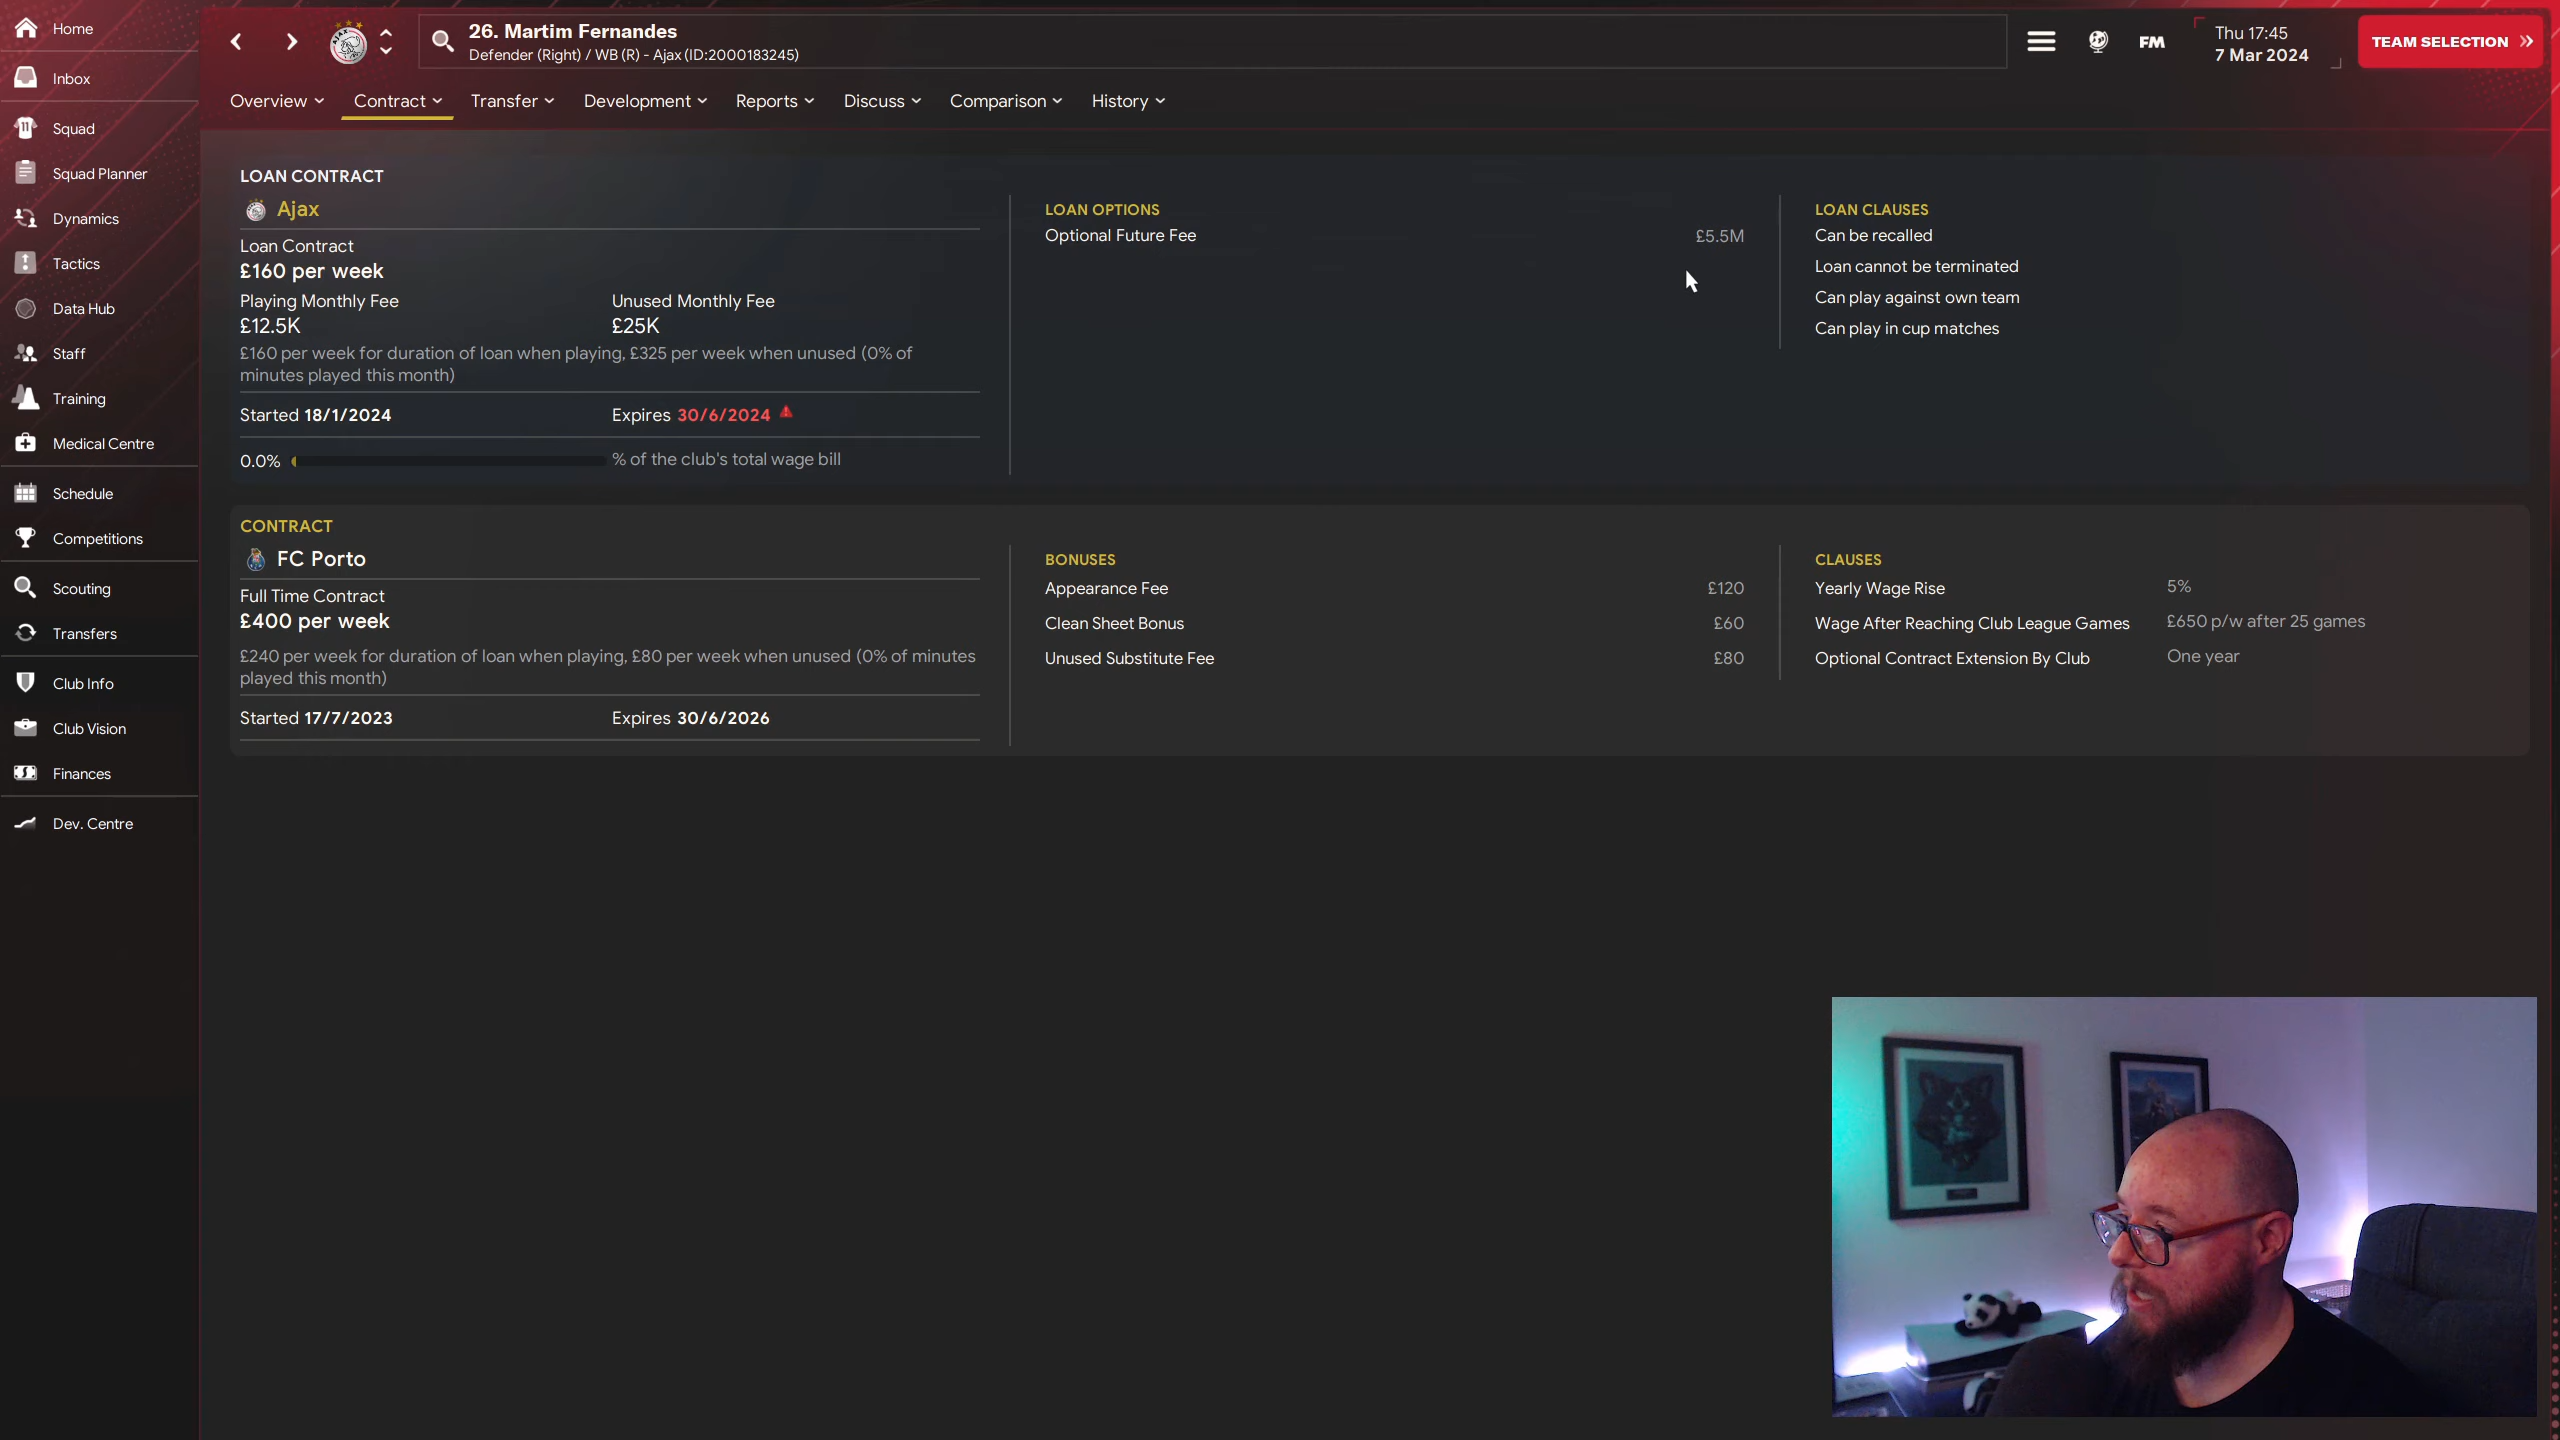 Home
Inbox
Squad
Squad Planner
Dynamics
Tactics
Data Hub
Staff
Training
Medical Centre
Schedule
Competitions
Scouting
Transfers
Club Info
Club Vision
Finances
Dev. Centre
26. Martim Fernandes
Defender (Right) / WB (R) - Ajax (ID:2000183245)
FM
Thu 17:45
7 Mar 2024
TEAM SELECTION
Overview
Contract
Transfer
Development
Reports
Discuss
Comparison
History
LOAN CONTRACT
Ajax
Loan Contract
£160 per week
Playing Monthly Fee
£12.5K
Unused Monthly Fee
£25K
£160 per week for duration of loan when playing, £325 per week when unused (0% of
minutes played this month)
Started 18/1/2024
Expires 30/6/2024
0.0%
% of the club's total wage bill
LOAN OPTIONS
Optional Future Fee £5.5M
LOAN CLAUSES
Can be recalled
Loan cannot be terminated
Can play against own team
Can play in cup matches
CONTRACT
FC Porto
Full Time Contract
£400 per week
£240 per week for duration of loan when playing, £80 per week when unused (0% of minutes
played this month)
Started 17/7/2023
Expires 30/6/2026
BONUSES
Appearance Fee £120
Clean Sheet Bonus £60
Unused Substitute Fee £80
CLAUSES
Yearly Wage Rise 5%
Wage After Reaching Club League Games £650 p/w after 25 games
Optional Contract Extension By Club One year